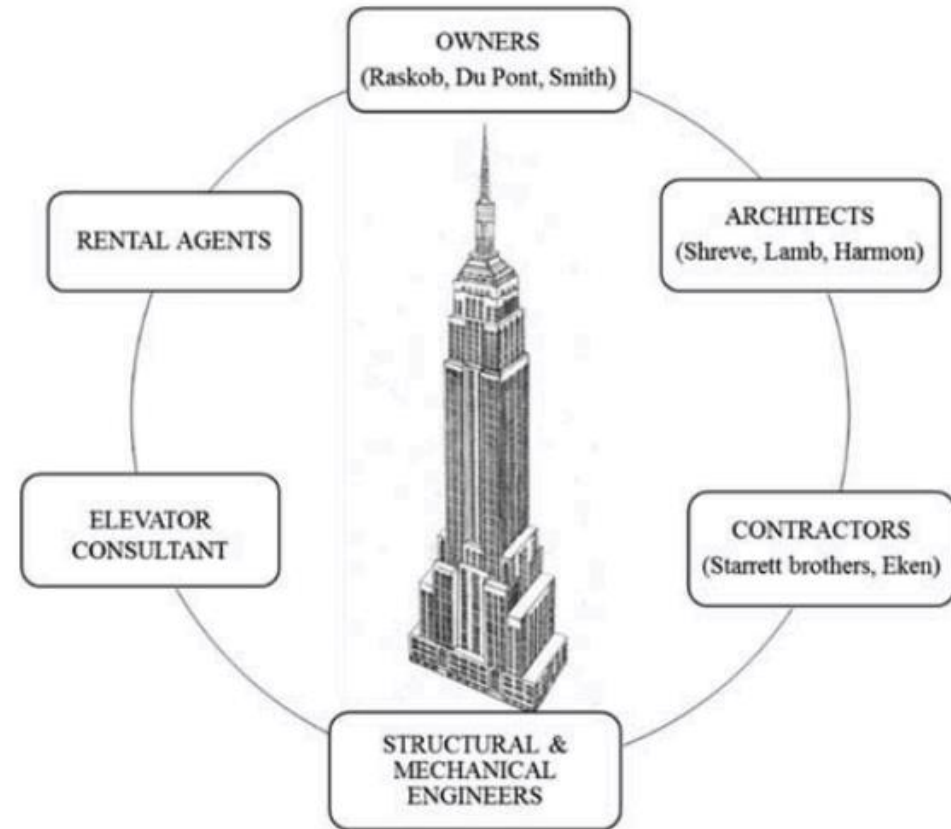 OWNERS
(Raskob, Du Pont, Smith)
RENTAL AGENTS
ARCHITECTS
(Shreve, Lamb, Harmon)
ELEVATOR
CONSULTANT
CONTRACTORS
(Starrett brothers, Eken)
STRUCTURAL &
MECHANICAL
ENGINEERS